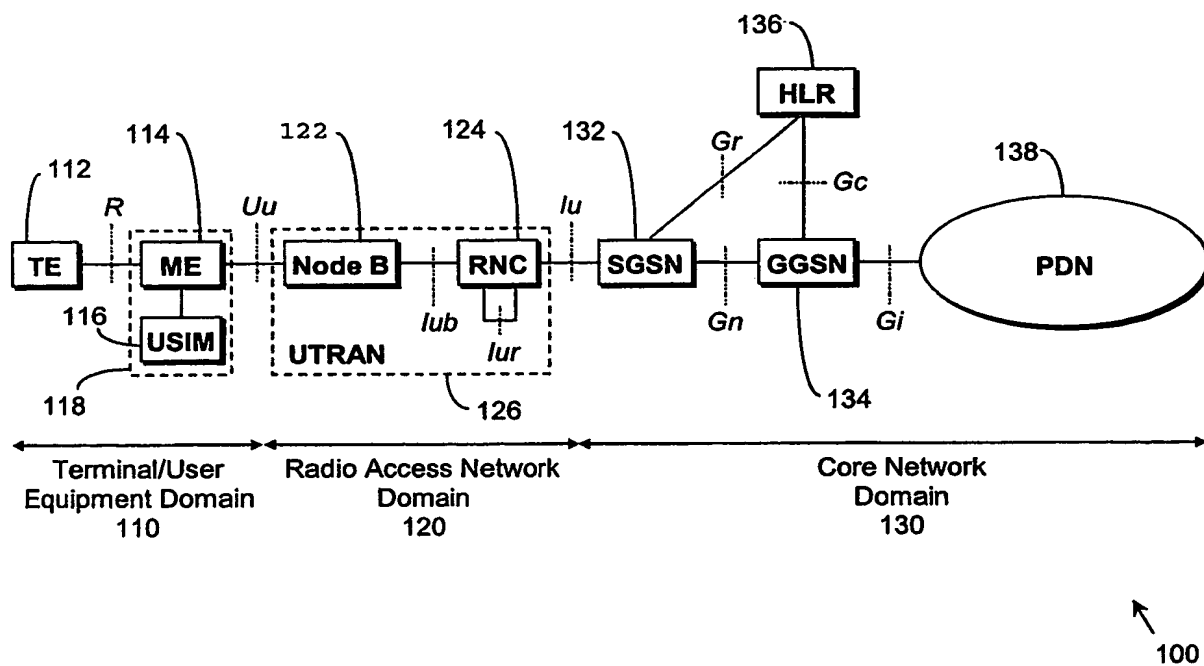 136
HLR
114
122
124
132
Gr
138
112
R
Uu
Iu
Gc
TE
ME
Node B
RNC
SGSN
GGSN
PDN
116
USIM
Iub
Iur
Gn
Gi
UTRAN
118
126
134
Terminal/User
Equipment Domain
110
Radio Access Network
Domain
120
Core Network
Domain
130
100